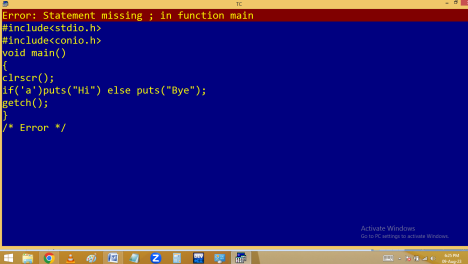 TC
Error: Statement missing ; in function main
#include<stdio.h>
#include<conio.h>
void main()
{
clrscr();
if('a')puts("Hi") else puts("Bye");
getch();
}
/* Error */
Activate Windows
Go to PC settings to activate Windows.